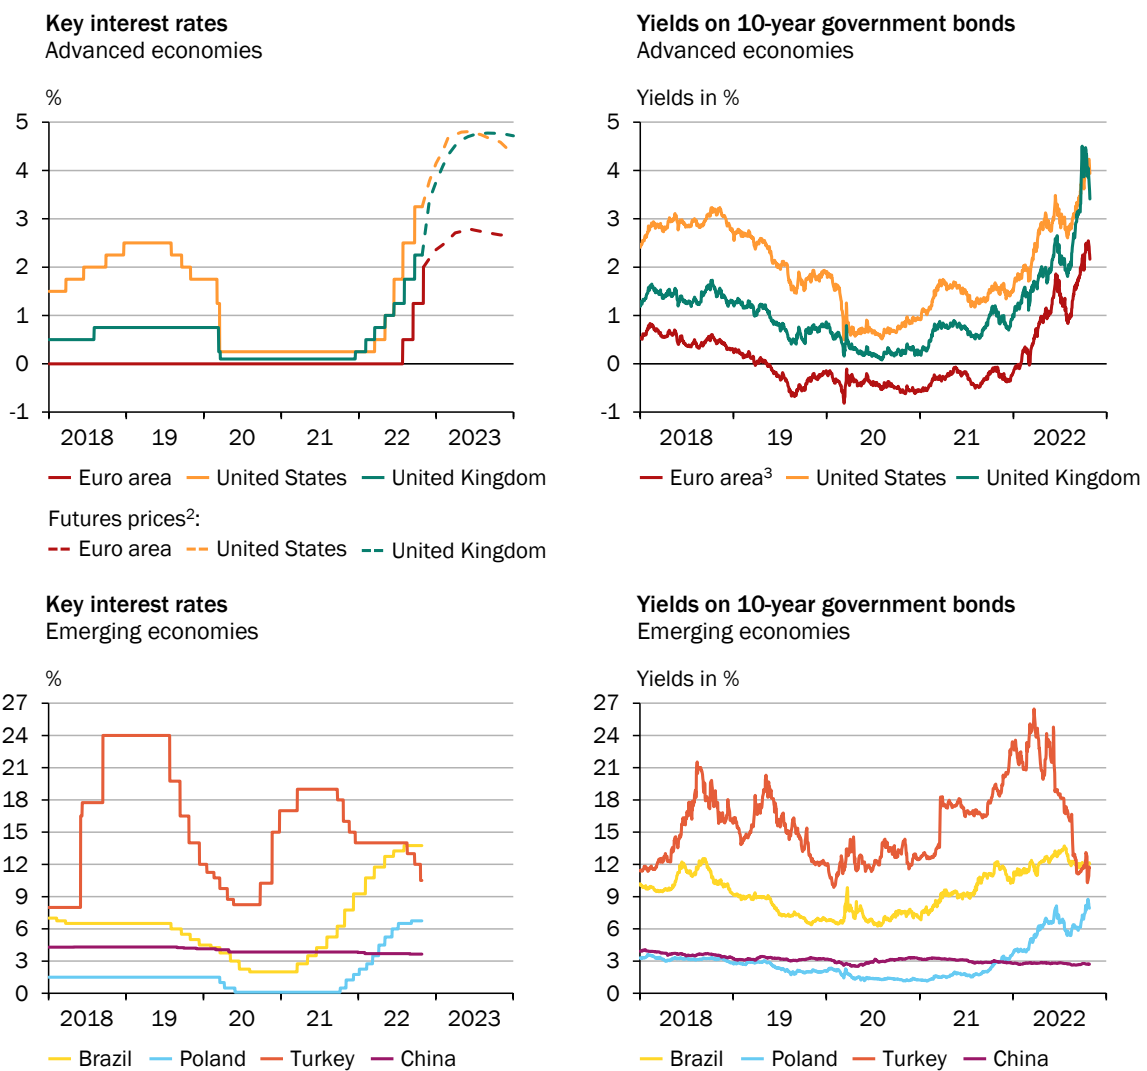 Key interest rates
Advanced economies
%
5
4
3
2
1
0
-1
2018 19 20 21 22 2023
Euro area United States United Kingdom
Futures prices²:
Euro area United States United Kingdom
Yields on 10-year government bonds
Advanced economies
Yields in %
5
4
3
2
1
0
-1
2018 19 20 21 2022
Euro area³ United States United Kingdom
Key interest rates
Emerging economies
%
27
24
21
18
15
12
9
6
3
0
2018 19 20 21 22 2023
Brazil Poland Turkey China
Yields on 10-year government bonds
Emerging economies
Yields in %
27
24
21
18
15
12
9
6
3
0
2018 19 20 21 2022
Brazil Poland Turkey China